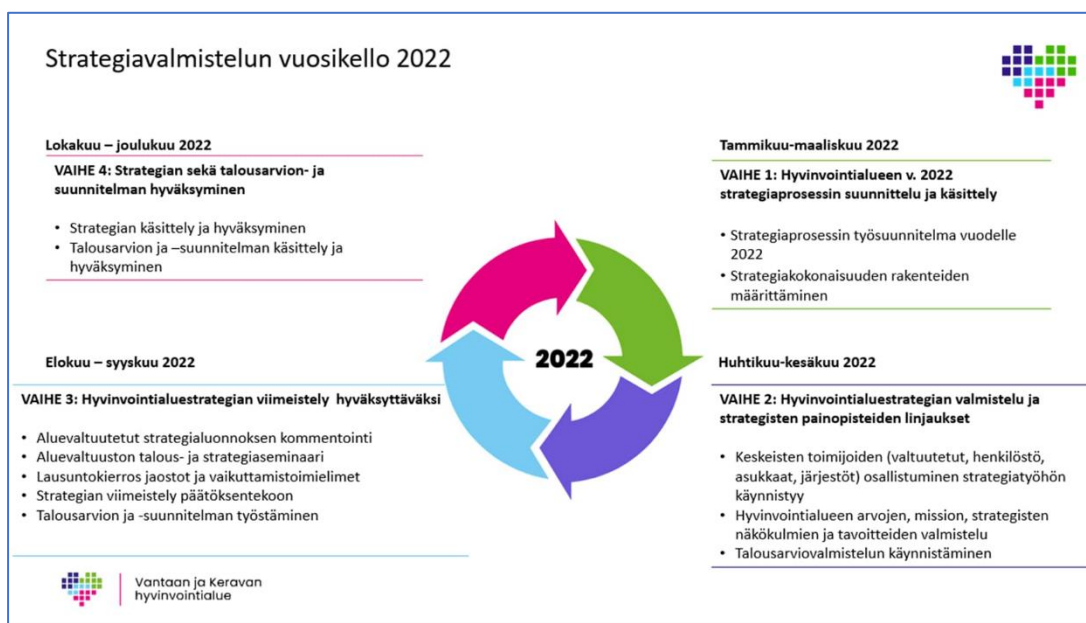 Strategiavalmistelun vuosikello 2022
Lokakuu – joulukuu 2022
VAIHE 4: Strategian sekä talousarvion- ja
suunnitelman hyväksyminen
• Strategian käsittely ja hyväksyminen
• Talousarvion ja –suunnitelman käsittely ja
hyväksyminen
Tammikuu-maaliskuu 2022
VAIHE 1: Hyvinvointialueen v. 2022
strategiaprosessin suunnittelu ja käsittely
• Strategiaprosessin työsuunnitelma vuodelle
2022
• Strategiakokonaisuuden rakenteiden
määrittäminen
2022
Elokuu – syyskuu 2022
VAIHE 3: Hyvinvointialuestrategian viimeistely hyväksyttäväksi
• Aluevaltuutetut strategialuonnoksen kommentointi
• Aluevaltuuston talous- ja strategiaseminaari
• Lausuntokierros jaostot ja vaikuttamistoimielimet
• Strategian viimeistely päätöksentekoon
• Talousarvion ja -suunnitelman työstäminen
Huhtikuu-kesäkuu 2022
VAIHE 2: Hyvinvointialuestrategian valmistelu ja
strategisten painopisteiden linjaukset
• Keskeisten toimijoiden (valtuutetut, henkilöstö,
asukkaat, järjestöt) osallistuminen strategiatyöhön
käynnistyy
• Hyvinvointialueen arvojen, mission, strategisten
näkökulmien ja tavoitteiden valmistelu
• Talousarviovalmistelun käynnistäminen
Vantaan ja Keravan
hyvinvointialue